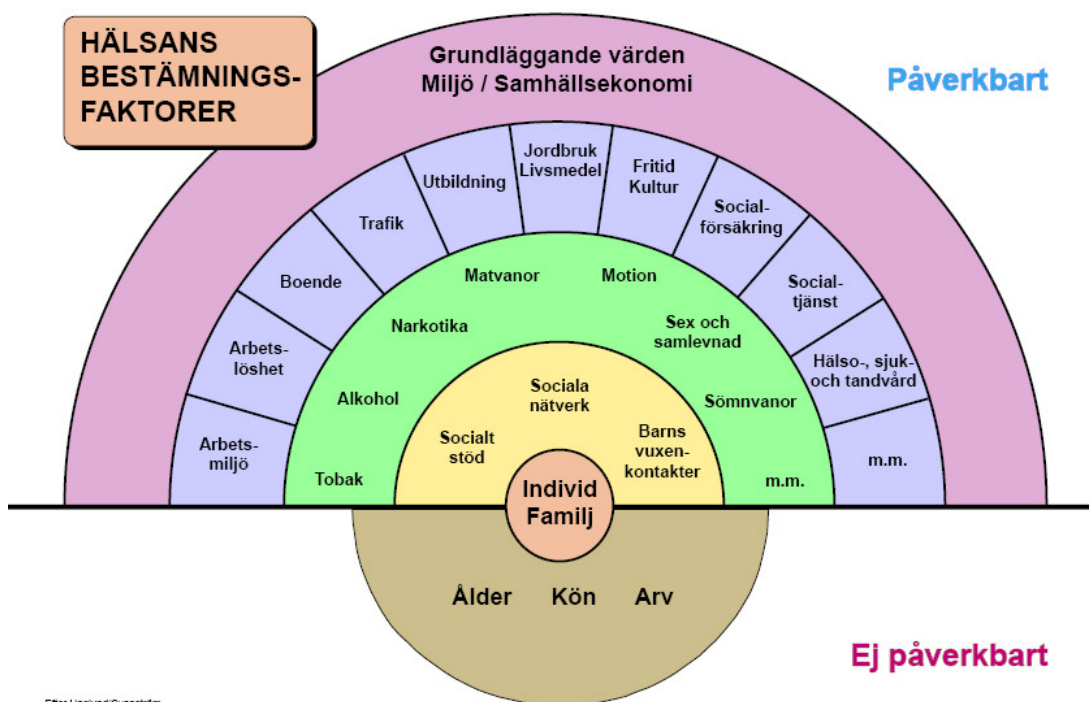 HÄLSANS
BESTÄMNINGS-
FAKTORER
Grundläggande värden
Miljö / Samhällsekonomi
Påverkbart
Arbets-
miljö
Arbets-
löshet
Boende
Trafik
Utbildning
Jordbruk
Livsmedel
Fritid
Kultur
Social-
försäkring
Social-
tjänst
Hälso-, sjuk-
och tandvård
m.m.
Tobak
Alkohol
Narkotika
Matvanor
Motion
Sex och
samlevnad
Sömnvanor
m.m.
Socialt
stöd
Sociala
nätverk
Barns
vuxen-
kontakter
Individ
Familj
Ålder Kön Arv
Ej påverkbart